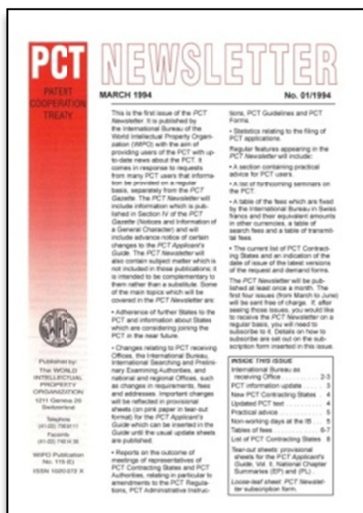 PCT NEWSLETTER
PATENT
COOPERATION
TREATY
MARCH 1994
No. 01/1994
This is the first issue of the PCT
Newsletter. It is published by
the International Bureau of the
World Intellectual Property Organi-
zation (WIPO) with the aim of
providing users of the PCT with up-
to-date news about the PCT. It
comes in response to requests
from many PCT users that informa-
tion be provided on a regular
basis, separately from the PCT
Gazette. The PCT Newsletter will
include information which is pub-
lished in Section IV of the PCT
Gazette (Notices and Information of
a General Character) and will
include advance notice of certain
changes to the PCT Applicant's
Guide. The PCT Newsletter will
also contain subject matter which is
not included in those publications; it
is intended to be complementary to
them rather than a substitute. Some
of the main topics which will be
covered in the PCT Newsletter are:
• Adherence of further States to the
PCT and information about States
which are considering joining the
PCT in the near future.
• Changes relating to PCT receiving
Offices, the International Bureau,
International Searching and Prelimi-
nary Examining Authorities, and
national and regional Offices, such
as changes in requirements, fees
and addresses. Important changes
will be reflected in provisional
sheets (on pink paper in tear-out
format) for the PCT Applicant's
Guide which can be inserted in the
Guide until the usual update sheets
are published.
• Reports on the outcome of
meetings of representatives of
PCT Contracting States and PCT
Authorities, relating in particular to
amendments to the PCT Regula-
tions, PCT Administrative Instruc-
tions, PCT Guidelines and PCT
Forms.
• Statistics relating to the filing of
PCT applications.
Regular features appearing in the
PCT Newsletter will include:
• A section containing practical
advice for PCT users.
• A list of forthcoming seminars on
the PCT.
• A table of the fees which are fixed
by the International Bureau in Swiss
francs and their equivalent amounts
in other currencies, a table of
search fees and a table of transmit-
tal fees.
• The current list of PCT Contract-
ing States and an indication of the
date of issue of the latest versions
of the request and demand forms.
The PCT Newsletter will be pub-
lished at least once a month. The
first four issues (from March to June)
will be sent free of charge. If, after
seeing those issues, you would like
to receive the PCT Newsletter on a
regular basis, you will need to
subscribe to it. Details on how to
subscribe are set out on the sub-
scription form inserted in this issue.
INSIDE THIS ISSUE
International Bureau as
receiving Office 2-3
PCT information update 3
New PCT Contracting States 4
Updated PCT text 4
Practical advice 5
Non-working days at the IB 5
Tables of fees 6-7
List of PCT Contracting States 8
Tear-out sheets: provisional
sheets for the PCT Applicant's
Guide, Vol. II, National Chapter
Summaries (EP) and (PL).
Loose-leaf sheet: PCT News-
letter subscription form.
Published by:
The WORLD
INTELLECTUAL
PROPERTY
ORGANIZATION
1211 Geneva 20
Switzerland
Telephone
Facsimile
WIPO Publication
No. 115 (E)